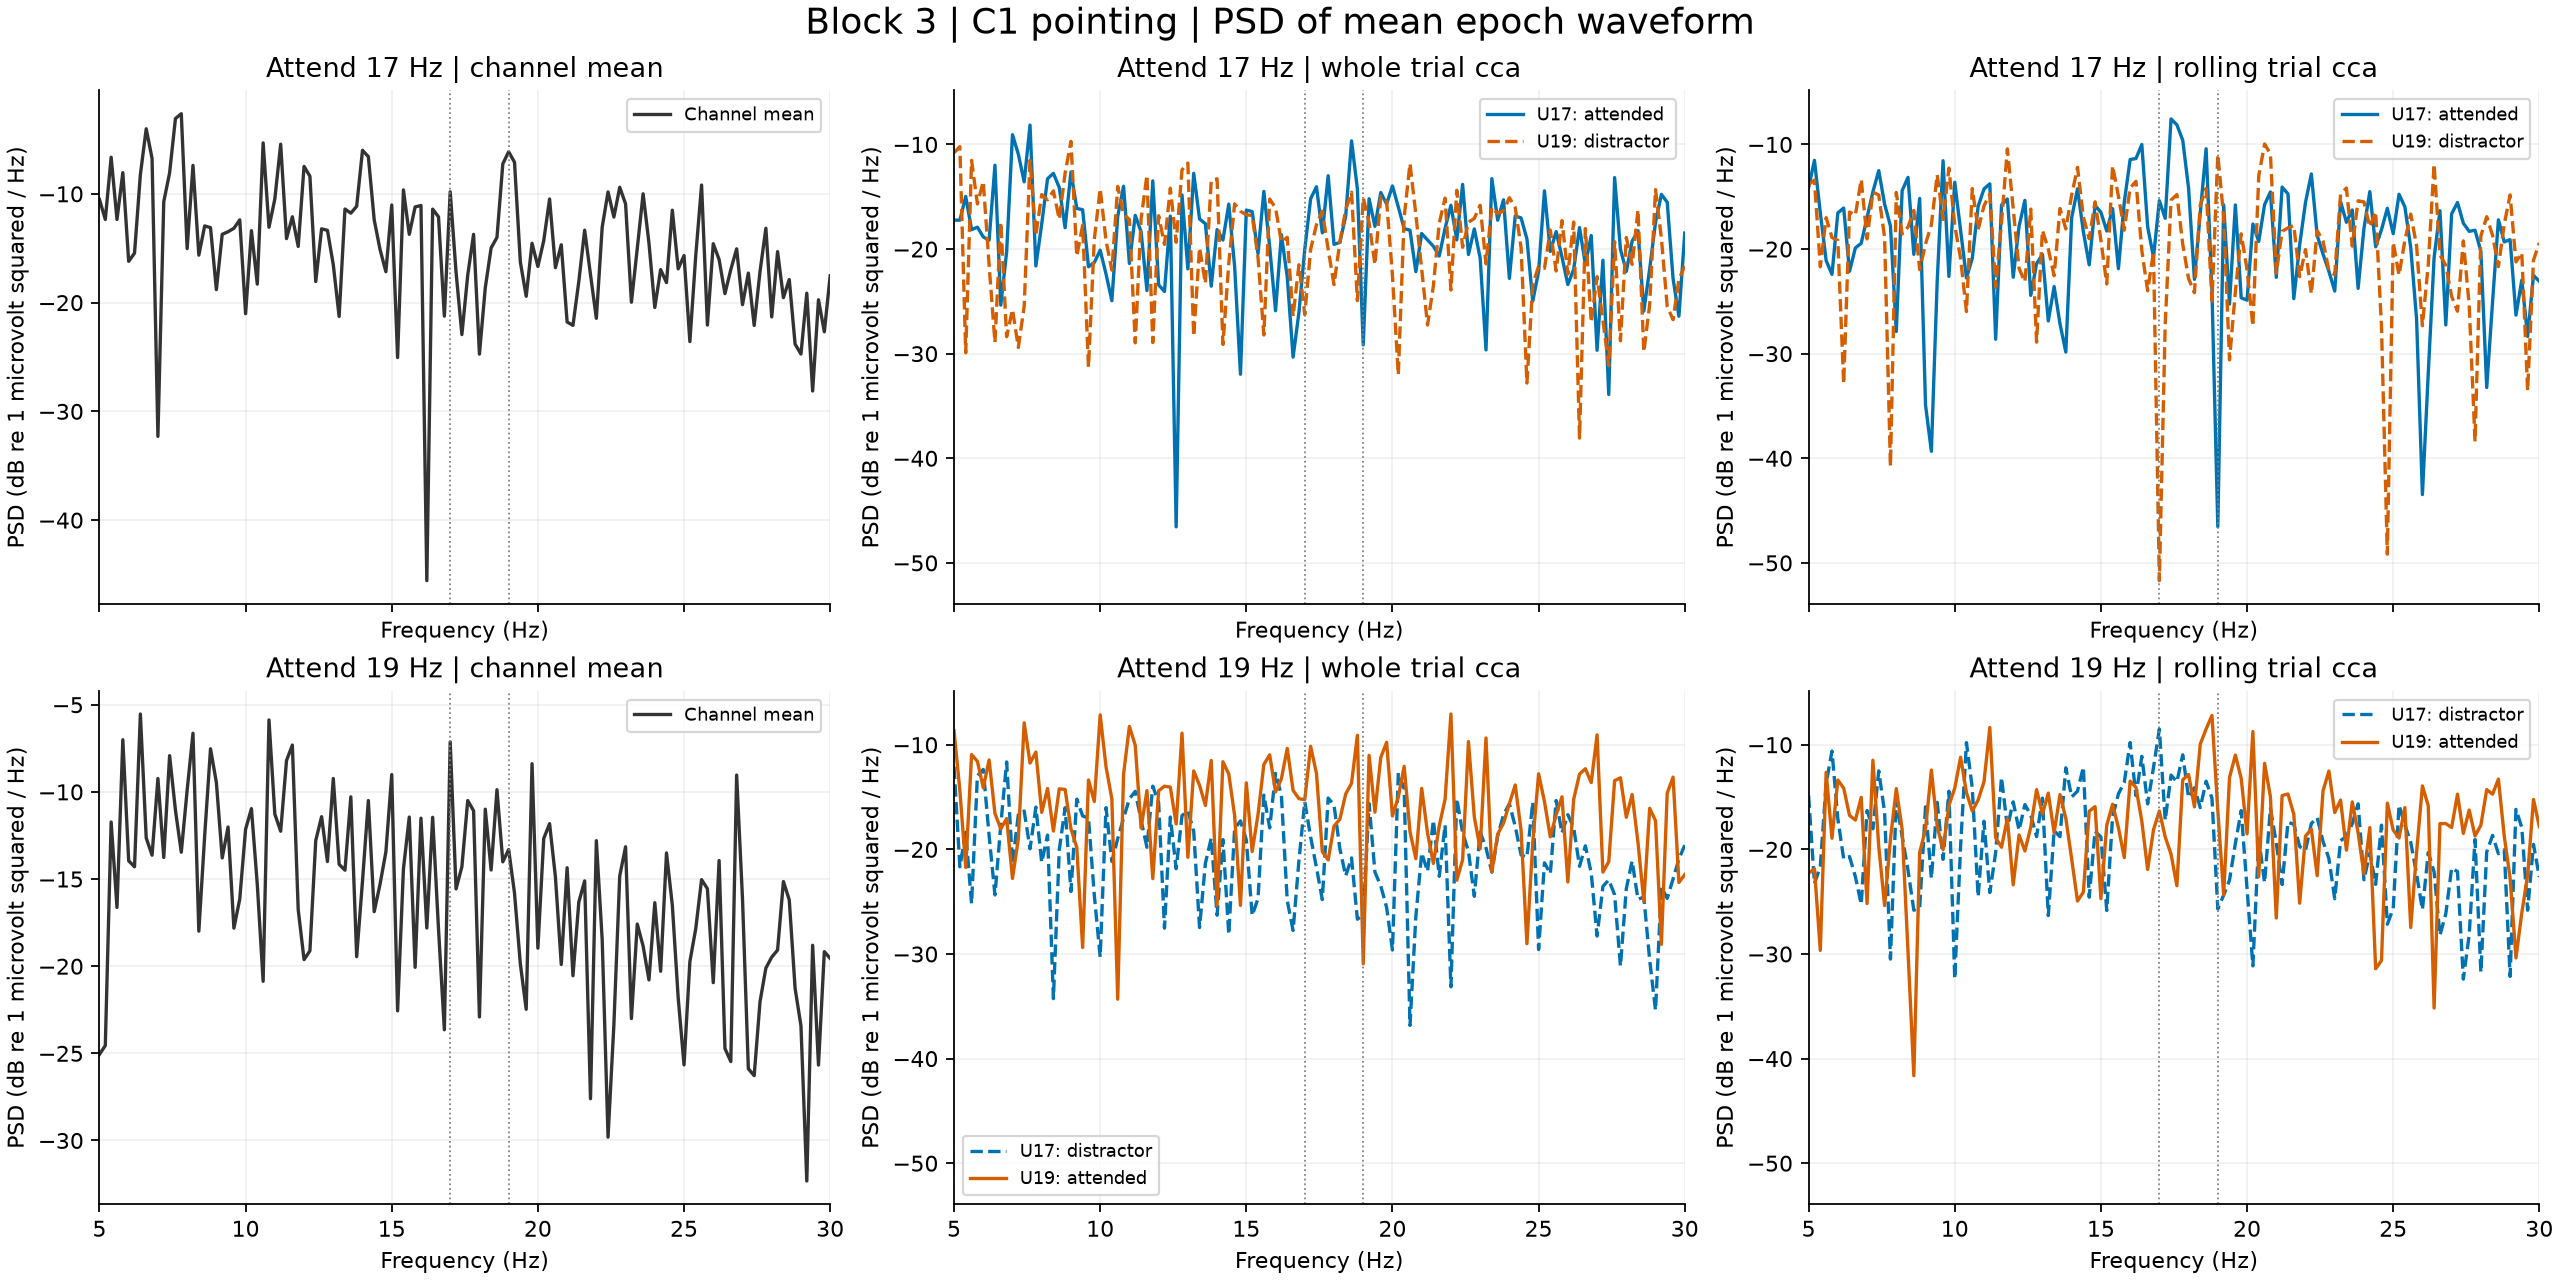 Block 3 | C1 pointing | PSD of mean epoch waveform
Attend 17 Hz | channel mean
PSD (dB re 1 microvolt squared / Hz)
−10
−20
−30
−40
Channel mean
Frequency (Hz)
Attend 17 Hz | whole trial cca
PSD (dB re 1 microvolt squared / Hz)
−10
−20
−30
−40
−50
U17: attended
U19: distractor
Frequency (Hz)
Attend 17 Hz | rolling trial cca
PSD (dB re 1 microvolt squared / Hz)
−10
−20
−30
−40
−50
U17: attended
U19: distractor
Frequency (Hz)
Attend 19 Hz | channel mean
PSD (dB re 1 microvolt squared / Hz)
−5
−10
−15
−20
−25
−30
Channel mean
5 10 15 20 25 30
Frequency (Hz)
Attend 19 Hz | whole trial cca
PSD (dB re 1 microvolt squared / Hz)
−10
−20
−30
−40
−50
U17: distractor
U19: attended
5 10 15 20 25 30
Frequency (Hz)
Attend 19 Hz | rolling trial cca
PSD (dB re 1 microvolt squared / Hz)
−10
−20
−30
−40
−50
U17: distractor
U19: attended
5 10 15 20 25 30
Frequency (Hz)